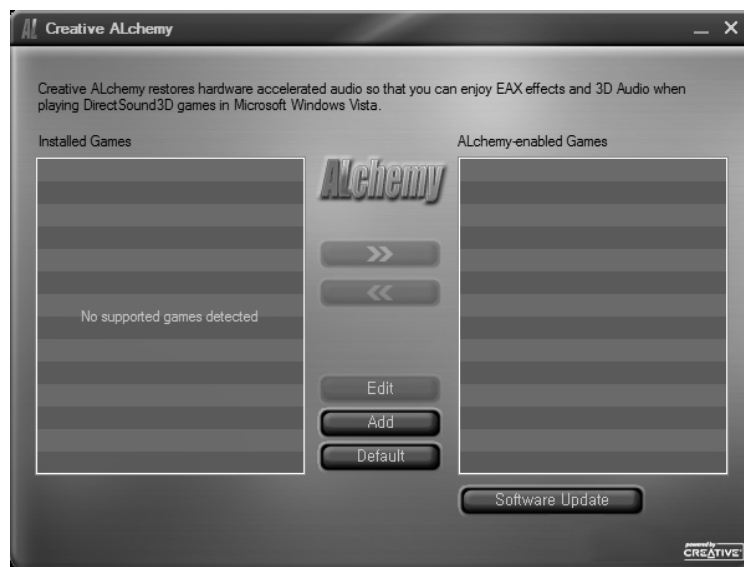 AL Creative ALchemy
Creative ALchemy restores hardware accelerated audio so that you can enjoy EAX effects and 3D Audio when
playing DirectSound3D games in Microsoft Windows Vista.
Installed Games
ALchemy-enabled Games
ALchemy
No supported games detected
Edit
Add
Default
Software Update
powered by
CREATIVE